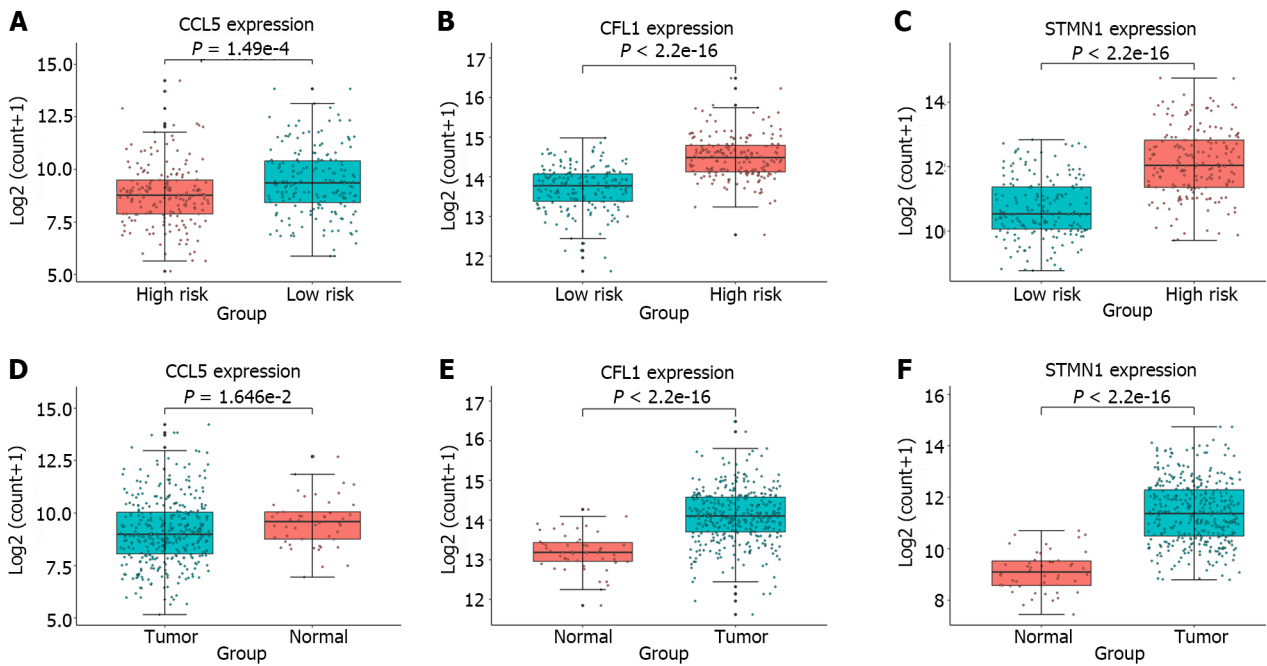 A
CCL5 expression
P = 1.49e-4
15.0
12.5
10.0
7.5
5.0
Log2 (count+1)
High risk
Low risk
Group
B
CFL1 expression
P < 2.2e-16
17
16
15
14
13
12
Log2 (count+1)
Low risk
High risk
Group
C
STMN1 expression
P < 2.2e-16
14
12
10
Log2 (count+1)
Low risk
High risk
Group
D
CCL5 expression
P = 1.646e-2
15.0
12.5
10.0
7.5
5.0
Log2 (count+1)
Tumor
Normal
Group
E
CFL1 expression
P < 2.2e-16
17
16
15
14
13
12
Log2 (count+1)
Normal
Tumor
Group
F
STMN1 expression
P < 2.2e-16
16
14
12
10
8
Log2 (count+1)
Normal
Tumor
Group